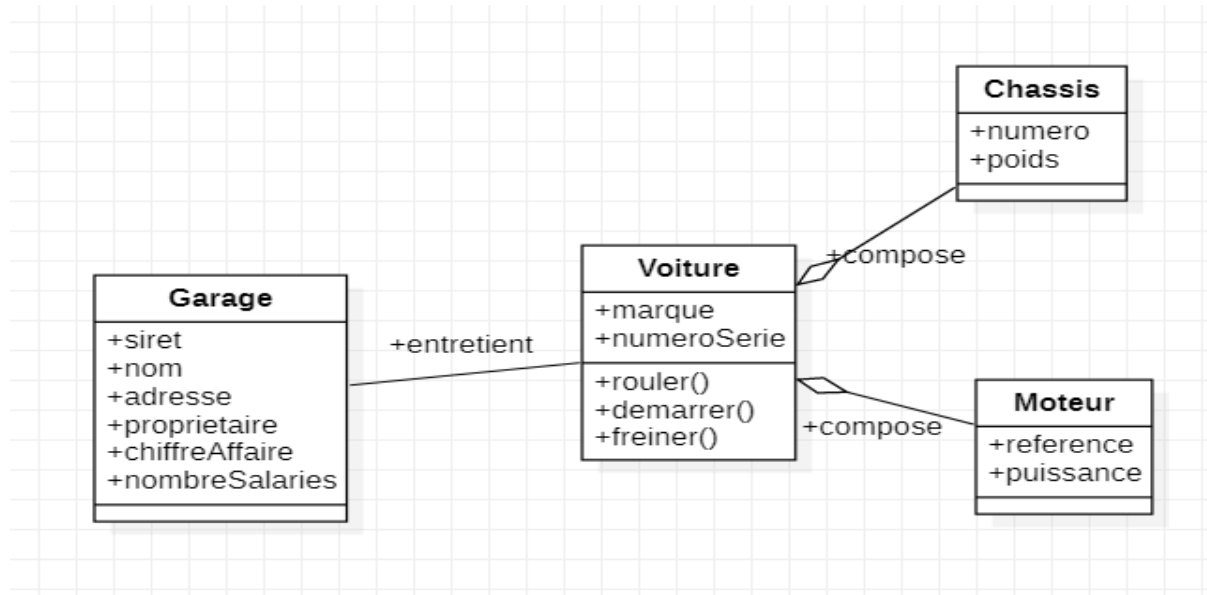 Chassis
+numero
+poids
+compose
Voiture
+marque
+numeroSerie
+rouler()
+demarrer()
+freiner()
Garage
+siret
+nom
+adresse
+proprietaire
+chiffreAffaire
+nombreSalaries
+entretient
+compose
Moteur
+reference
+puissance